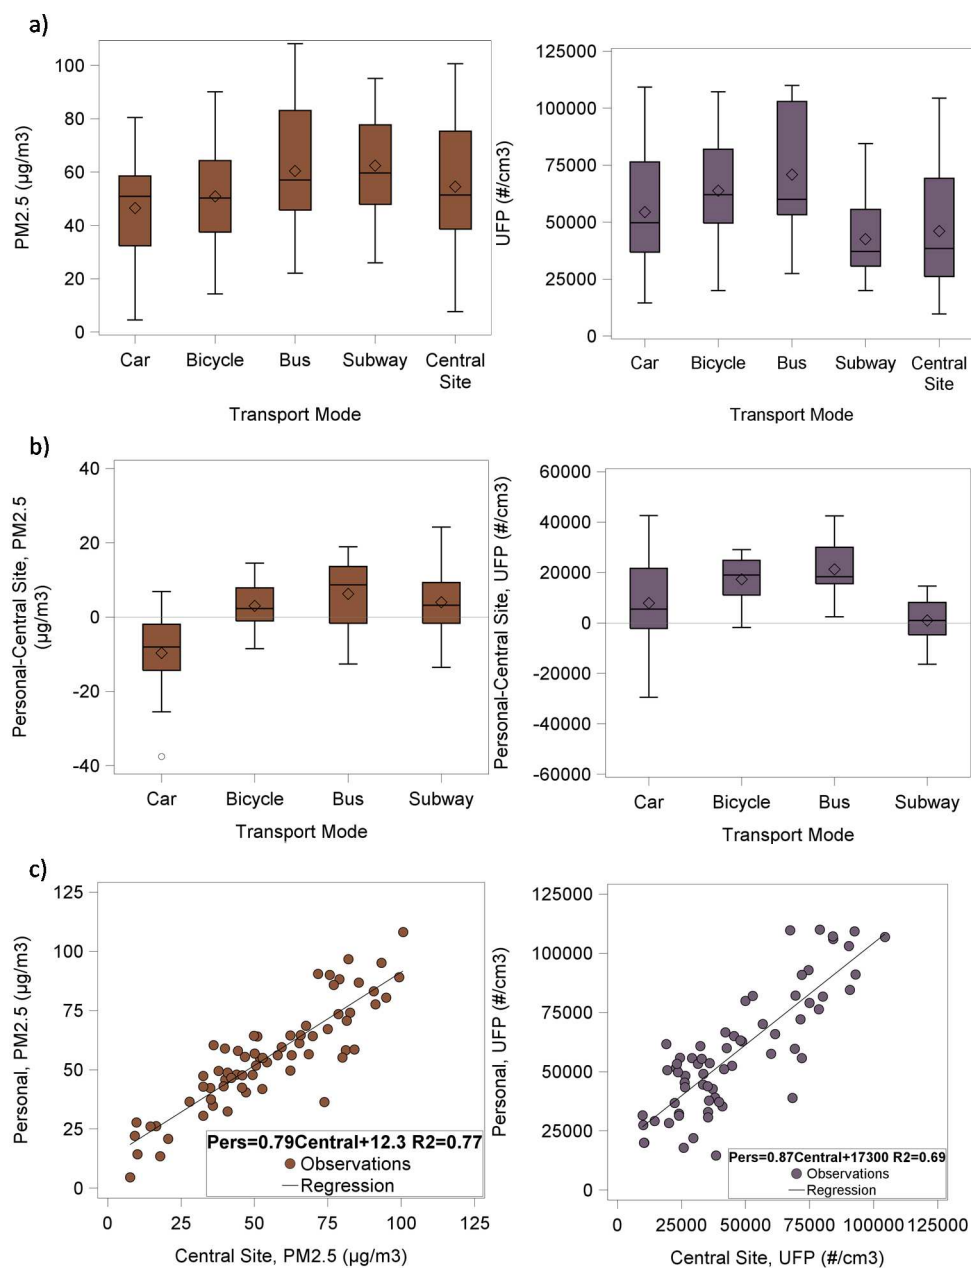 a)
PM2.5 (µg/m3)
100
80
60
40
20
0
Car
Bicycle
Bus
Subway
Central
Site
Transport Mode
UFP (#/cm3)
125000
100000
75000
50000
25000
0
Car
Bicycle
Bus
Subway
Central
Site
Transport Mode
b)
Personal-Central Site, PM2.5
(µg/m3)
40
20
0
-20
-40
Car
Bicycle
Bus
Subway
Transport Mode
Personal-Central Site, UFP (#/cm3)
60000
40000
20000
0
-20000
-40000
-60000
Car
Bicycle
Bus
Subway
Transport Mode
c)
Personal, PM2.5 (µg/m3)
125
100
75
50
25
0
Pers=0.79Central+12.3 R2=0.77
Observations
Regression
0
25
50
75
100
125
Central Site, PM2.5 (µg/m3)
Personal, UFP (#/cm3)
125000
100000
75000
50000
25000
0
Pers=0.87Central+17300 R2=0.69
Observations
Regression
0
25000
50000
75000
100000
125000
Central Site, UFP (#/cm3)